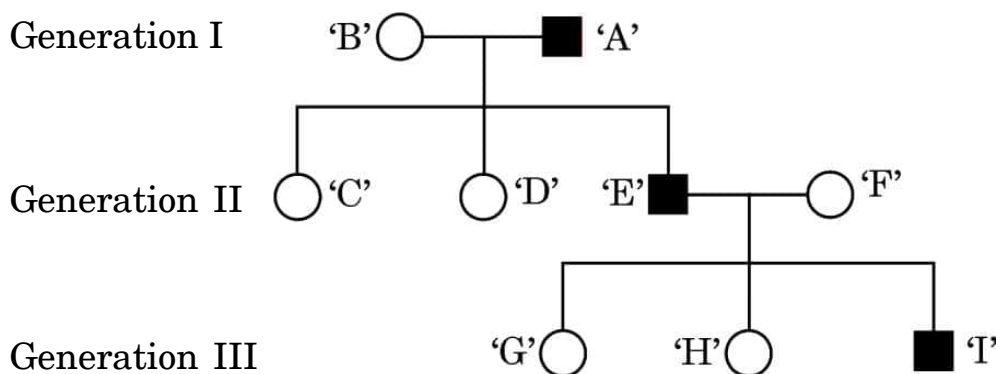 Generation I ‘B’ ‘A’
Generation II ‘C’ ‘D’ ‘E’ ‘F’
Generation III ‘G’ ‘H’ ‘I’